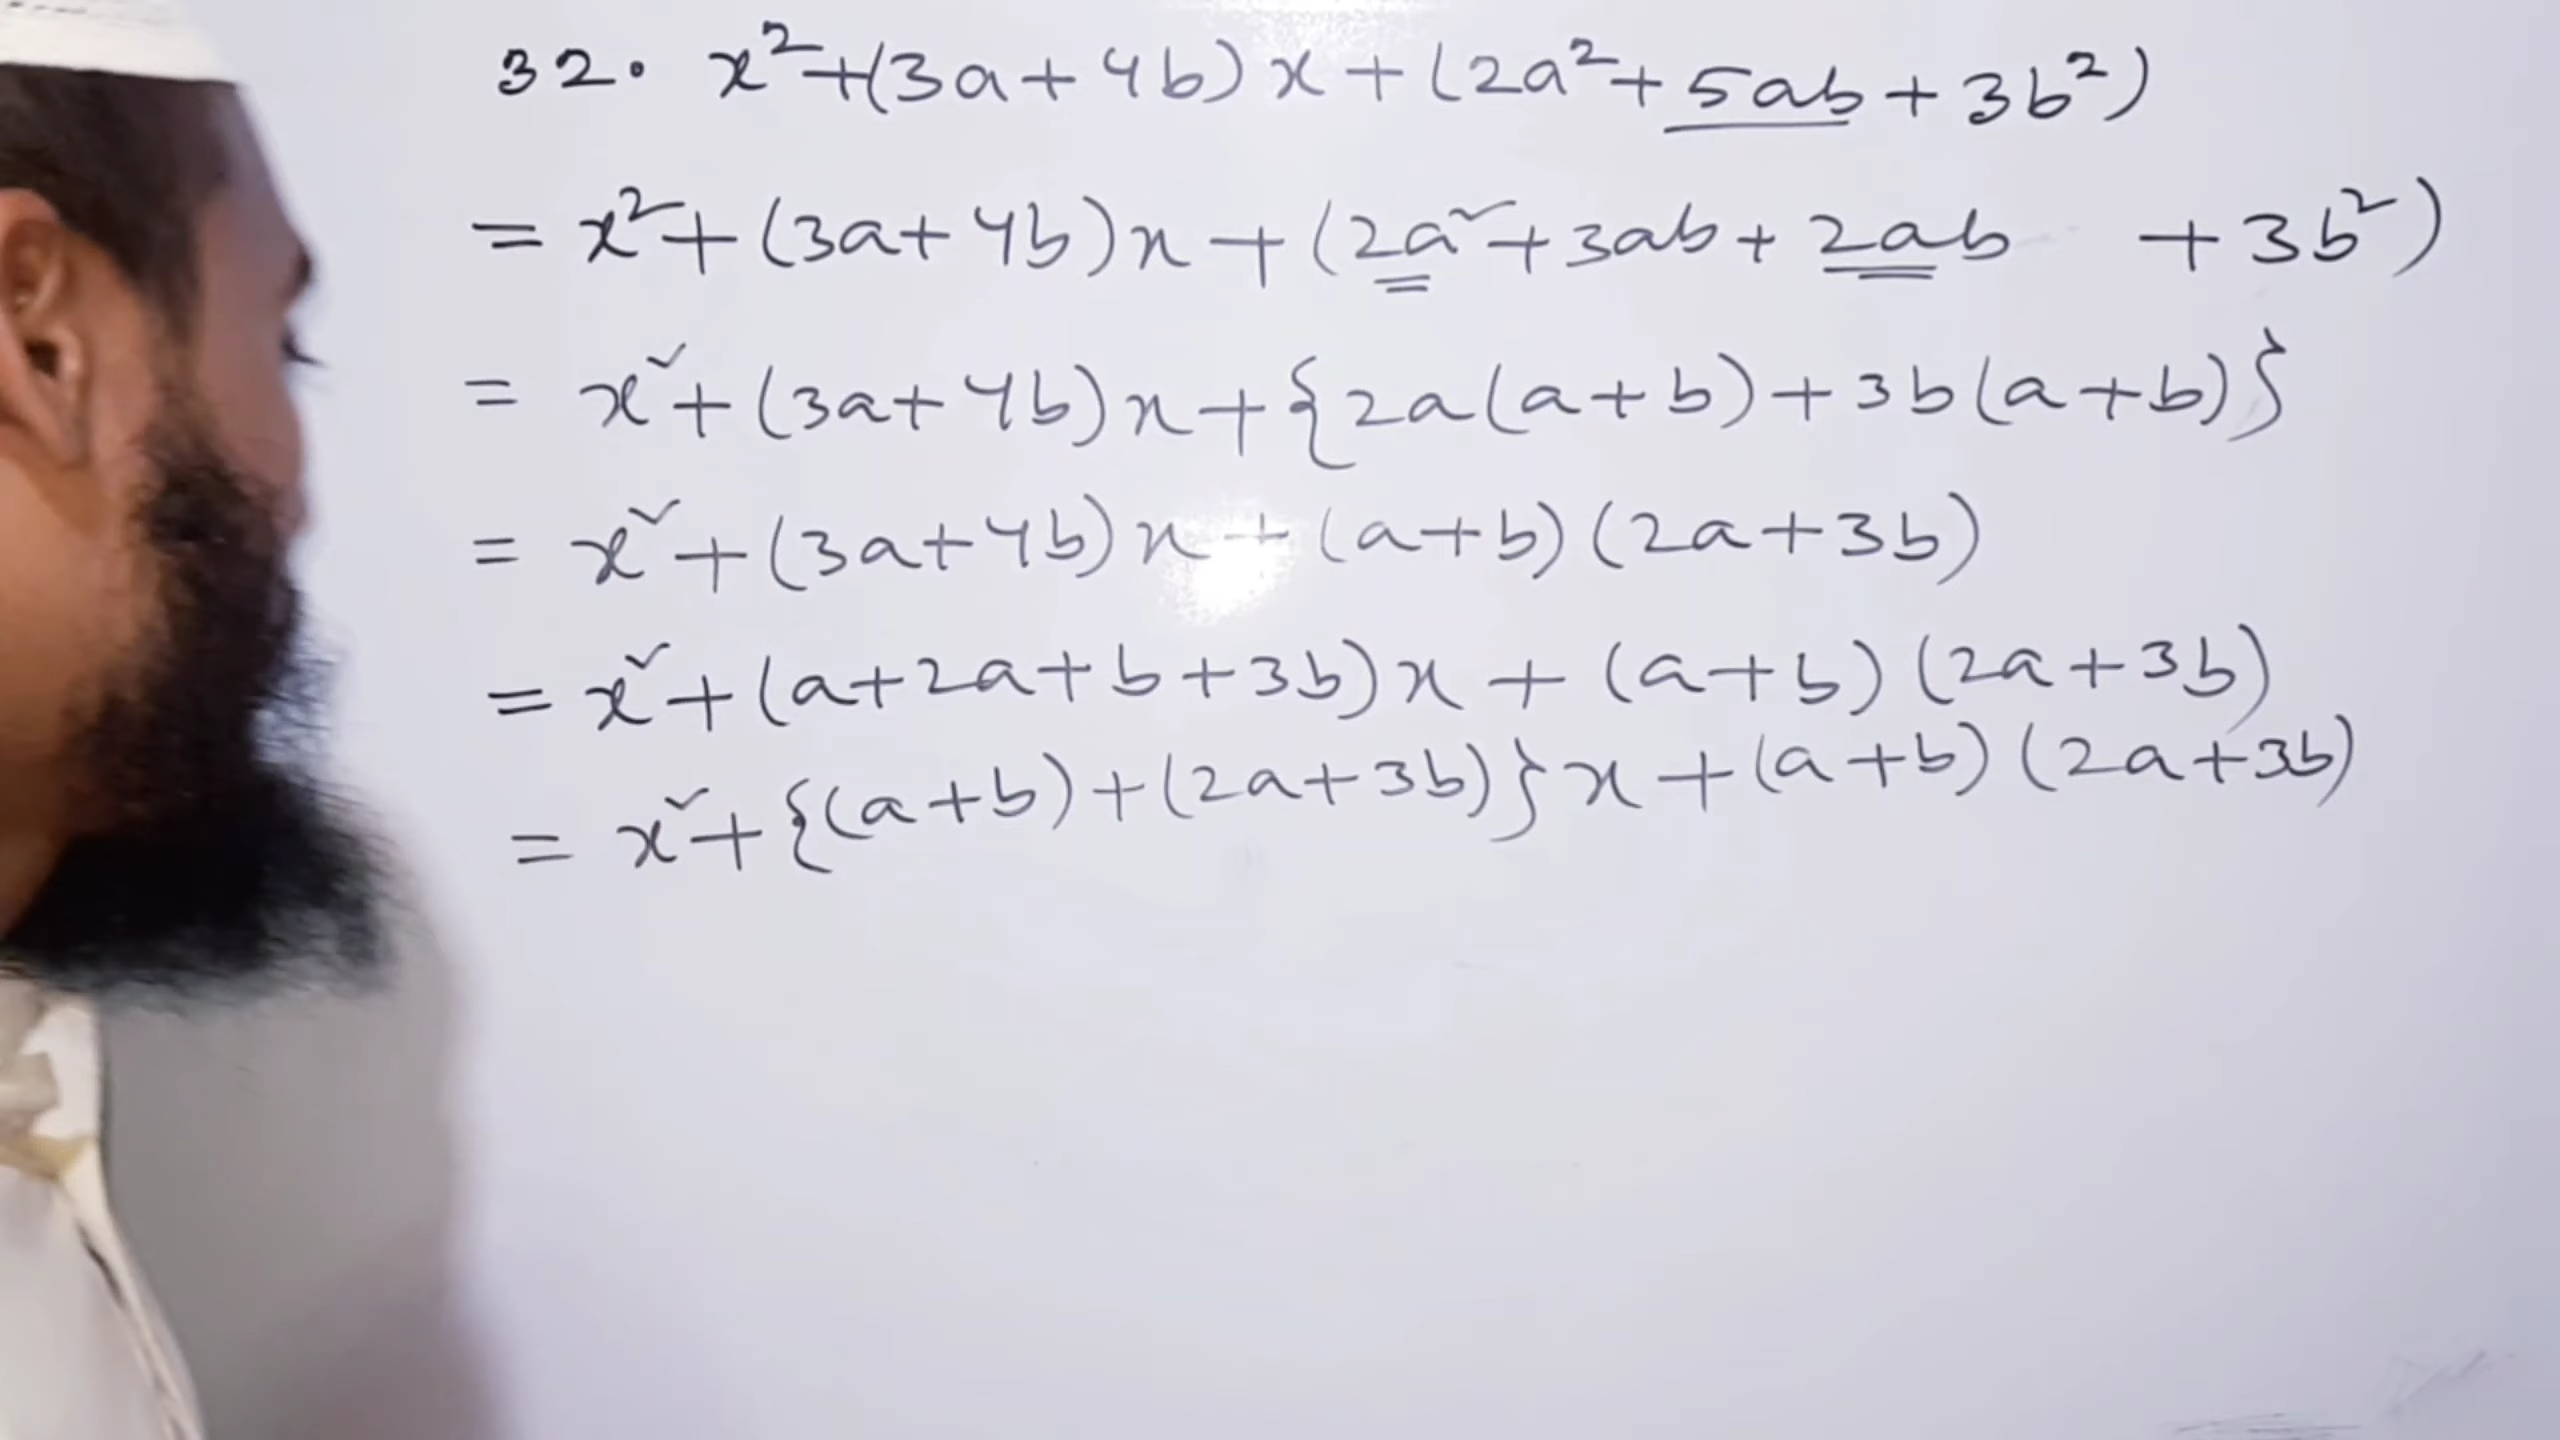 32. x²+(3a+4b)x+(2a²+5ab+3b²)
= x²+(3a+4b)x+(2a²+3ab+2ab +3b²)
= x²+(3a+4b)x+{2a(a+b)+3b(a+b)}
= x²+(3a+4b)x+(a+b)(2a+3b)
= x²+(a+2a+b+3b)x+(a+b)(2a+3b)
= x²+{(a+b)+(2a+3b)}x+(a+b)(2a+3b)